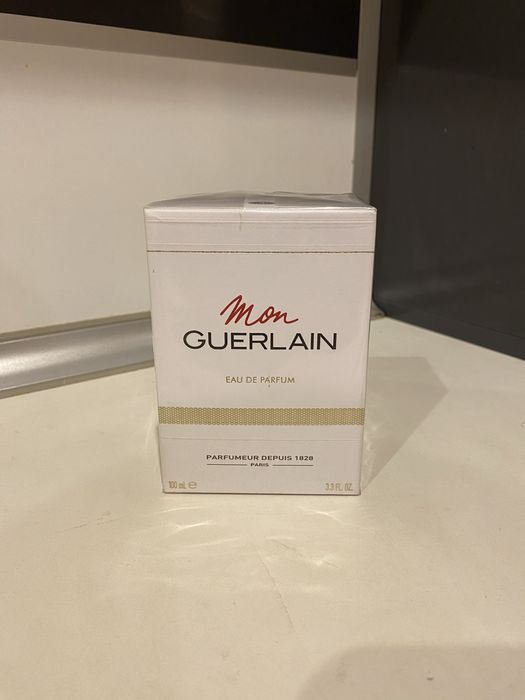 Mon
GUERLAIN
EAU DE PARFUM
PARFUMEUR DEPUIS 1828
PARIS
100 mL ℮ 3.3 FL. OZ.